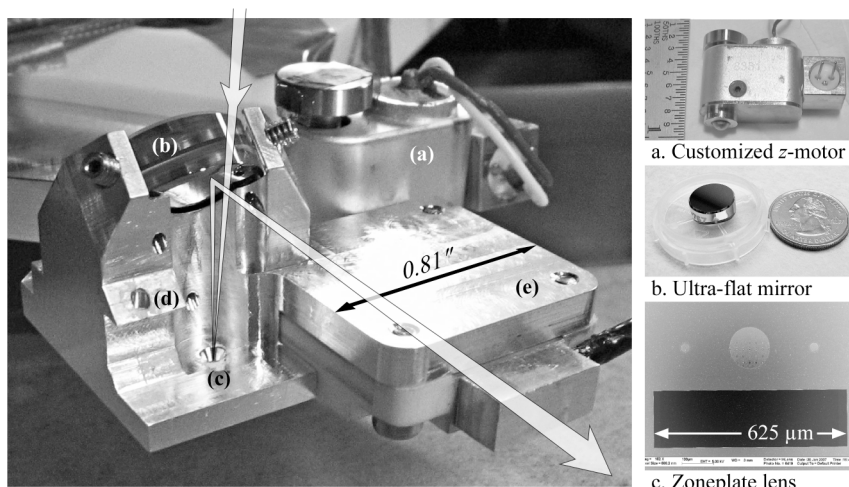 (b)
(a)
0.81"
(e)
(d)
(c)
a. Customized z-motor
b. Ultra-flat mirror
625 µm
c. Zoneplate lens